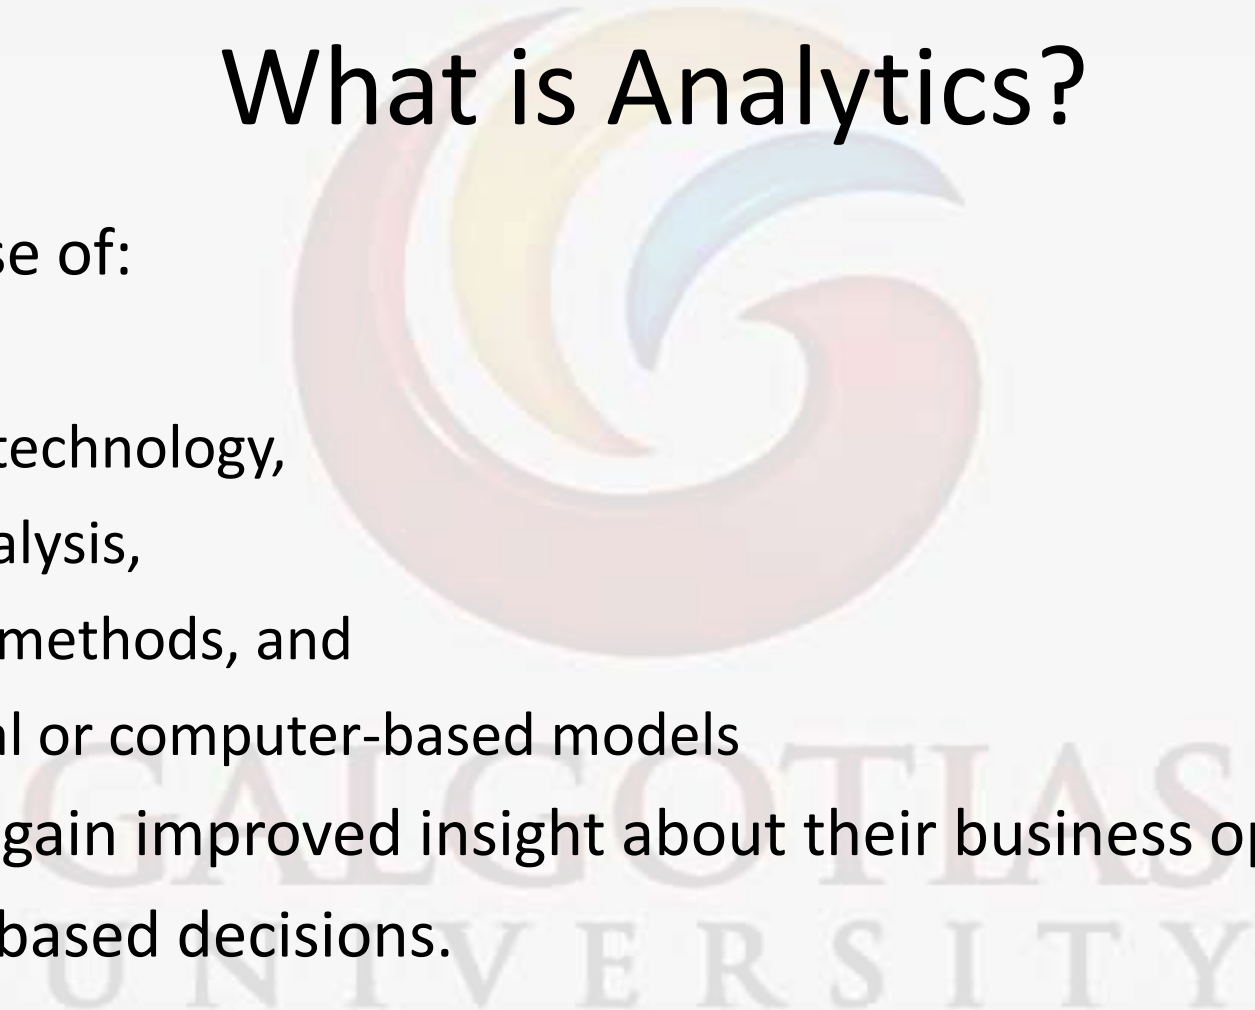 What is Analytics?
se of:
technology,
alysis,
methods, and
al or computer-based models
gain improved insight about their business op
based decisions.
GALGOTIAS
UNIVERSITY